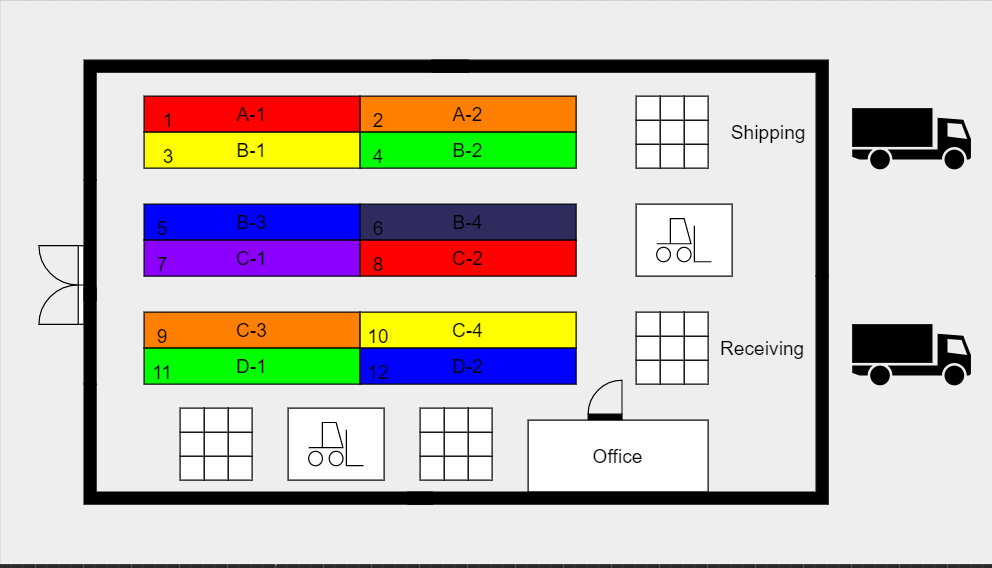 1 A-1 2 A-2
3 B-1 4 B-2
Shipping
5 B-3 6 B-4
7 C-1 8 C-2
9 C-3 10 C-4
11 D-1 12 D-2
Receiving
Office